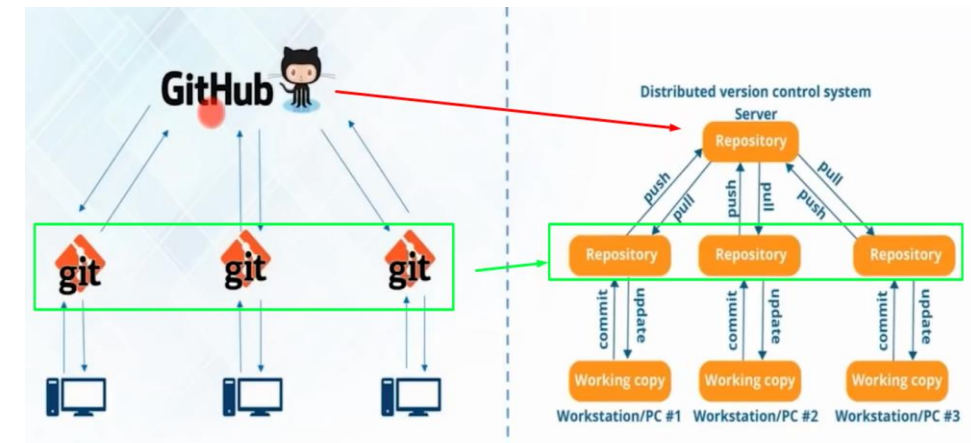 GitHub
git
git
git
Distributed version control system
Server
Repository
push
pull
push
pull
push
pull
Repository
Repository
Repository
commit
update
commit
update
commit
update
Working copy
Working copy
Working copy
Workstation/PC #1
Workstation/PC #2
Workstation/PC #3